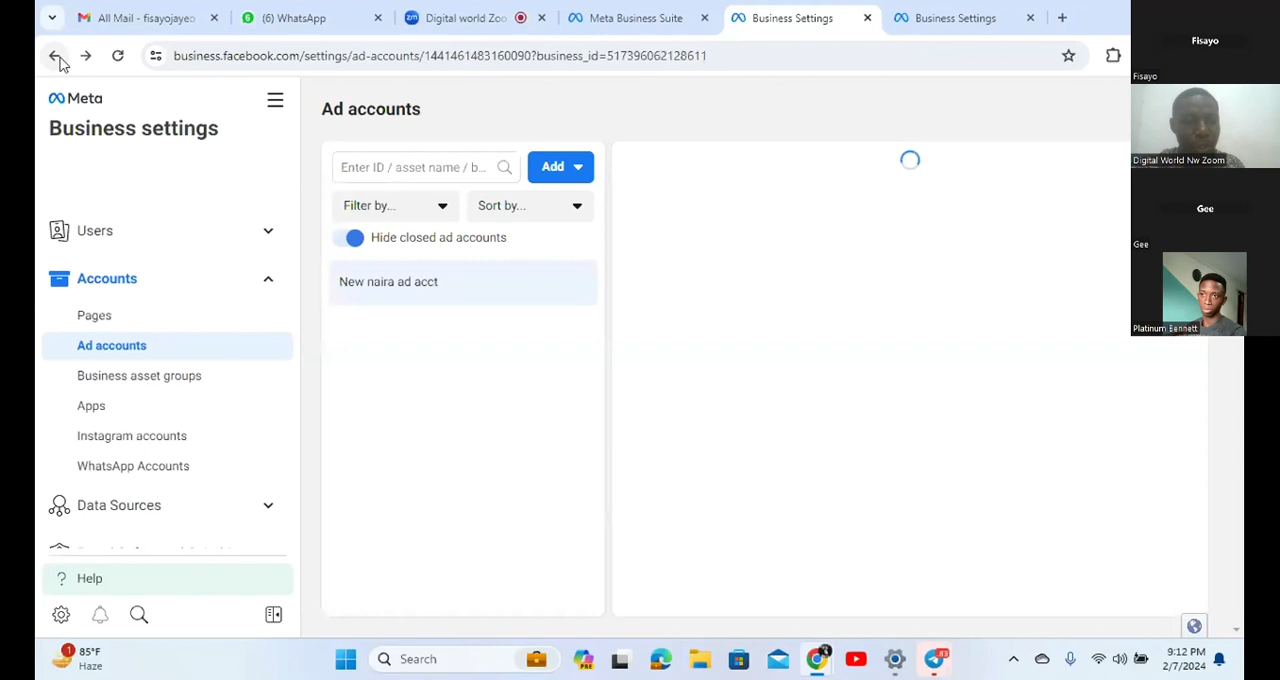 All Mail - fisayojayeo
(6) WhatsApp
Digital world Zoo
Meta Business Suite
Business Settings
Business Settings
business.facebook.com/settings/ad-accounts/1441461483160090?business_id=517396062128611
Fisayo
Fisayo
Digital World Nw Zoom
Gee
Gee
Platinum Bennett
Meta
Business settings
Users
Accounts
Pages
Ad accounts
Business asset groups
Apps
Instagram accounts
WhatsApp Accounts
Data Sources
? Help
Ad accounts
Enter ID / asset name / b...
Add
Filter by...
Sort by...
Hide closed ad accounts
New naira ad acct
1
85°F
Haze
Search
PRE
83
9:12 PM
2/7/2024